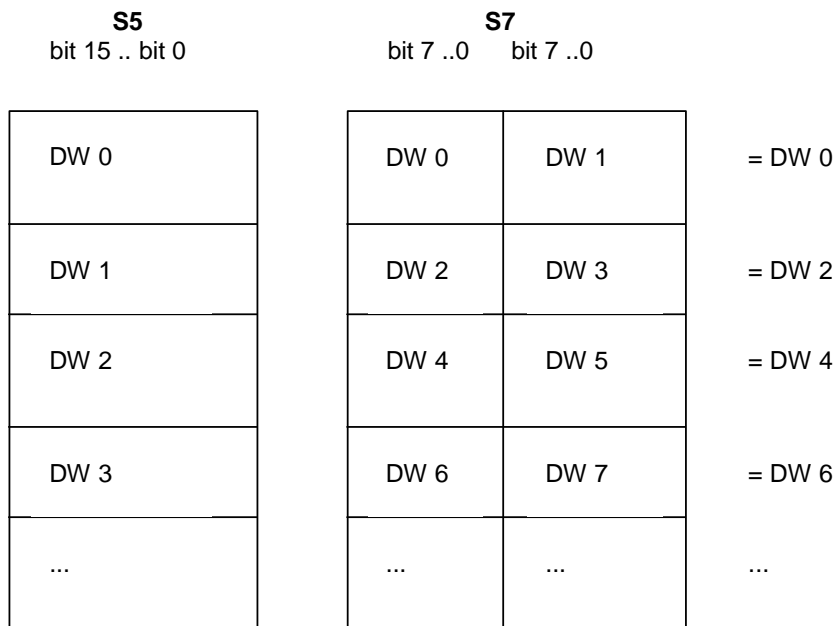 S5 S7
bit 15 .. bit 0 bit 7 ..0 bit 7 ..0
DW 0 DW 0 DW 1 = DW 0
DW 1 DW 2 DW 3 = DW 2
DW 2 DW 4 DW 5 = DW 4
DW 3 DW 6 DW 7 = DW 6
... ... ... ...